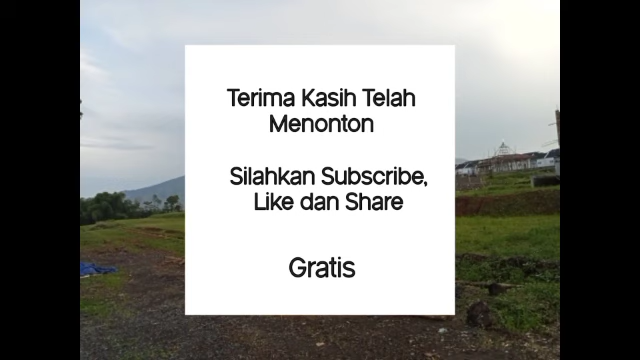 Terima Kasih Telah
Menonton
Silahkan Subscribe,
Like dan Share
Gratis